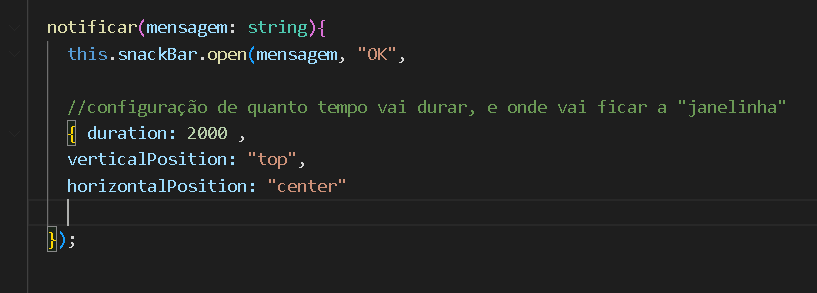 notificar(mensagem: string){
this.snackBar.open(mensagem, "OK",
//configuração de quanto tempo vai durar, e onde vai ficar a "janelinha"
{ duration: 2000 ,
verticalPosition: "top",
horizontalPosition: "center"
});